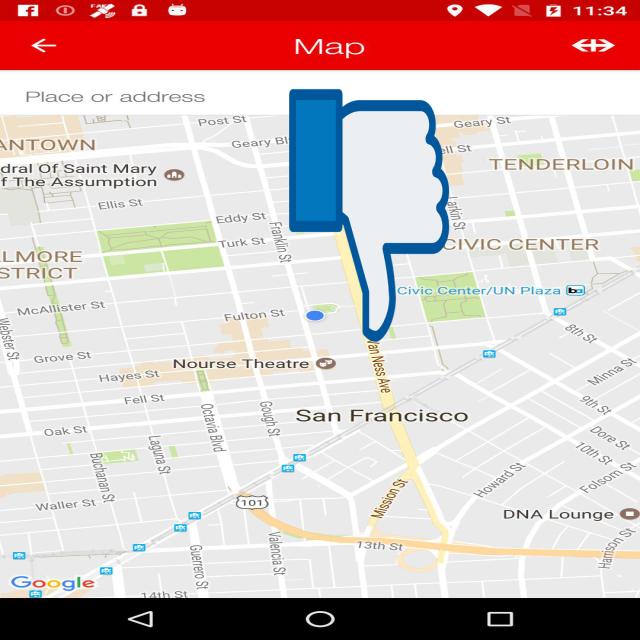 11:34
Map
Place or address
Post St
Geary St
ANTOWN
Geary Bl
ell St
TENDERLOIN
dral Of Saint Mary
f The Assumption
Ellis St
Larkin St
Eddy St
Turk St
Franklin St
CIVIC CENTER
LMORE
STRICT
Civic Center/UN Plaza
McAllister St
Fulton St
Webster St
8th St
Grove St
Nourse Theatre
Van Ness Ave
Minna St
Hayes St
Fell St
9th St
San Francisco
Octavia Blvd
Gough St
Oak St
Dore St
10th St
Laguna St
Buchanan St
Folsom St
Howard St
Mission St
101
Waller St
DNA Lounge
Harrison St
13th St
Valencia St
Guerrero St
Google
14th St